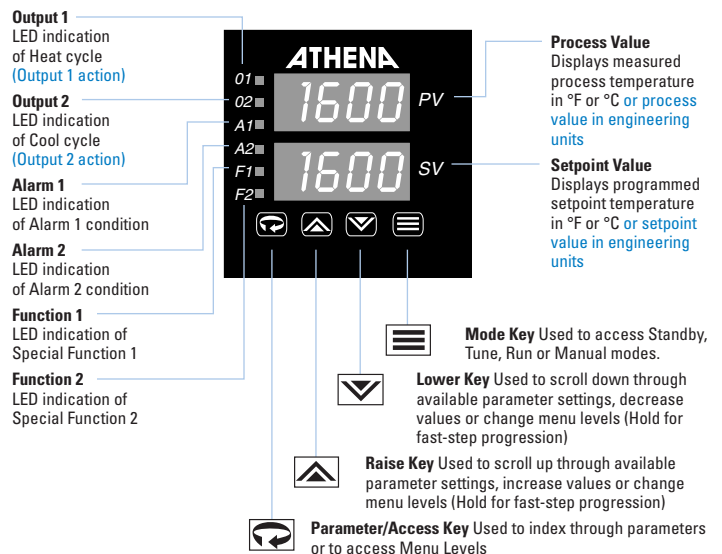 Output 1
LED indication
of Heat cycle
(Output 1 action)
Output 2
LED indication
of Cool cycle
(Output 2 action)
Alarm 1
LED indication
of Alarm 1 condition
Alarm 2
LED indication
of Alarm 2 condition
Function 1
LED indication of
Special Function 1
Function 2
LED indication of
Special Function 2
ATHENA
01
02
A1
A2
F1
F2
1600 PV
1600 SV
Process Value
Displays measured
process temperature
in °F or °C or process
value in engineering
units
Setpoint Value
Displays programmed
setpoint temperature
in °F or °C or setpoint
value in engineering
units
Mode Key Used to access Standby,
Tune, Run or Manual modes.
Lower Key Used to scroll down through
available parameter settings, decrease
values or change menu levels (Hold for
fast-step progression)
Raise Key Used to scroll up through available
parameter settings, increase values or change
menu levels (Hold for fast-step progression)
Parameter/Access Key Used to index through parameters
or to access Menu Levels